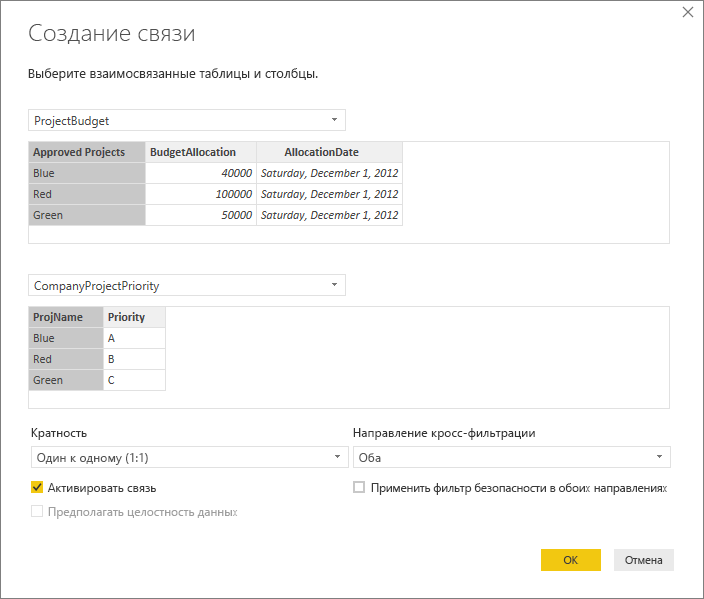 Создание связи
Выберите взаимосвязанные таблицы и столбцы.
ProjectBudget
Approved Projects BudgetAllocation AllocationDate
Blue 40000 Saturday, December 1, 2012
Red 100000 Saturday, December 1, 2012
Green 50000 Saturday, December 1, 2012
CompanyProjectPriority
ProjName Priority
Blue A
Red B
Green C
Кратность Направление кросс-фильтрации
Один к одному (1:1) Оба
Активировать связь Применить фильтр безопасности в обоих направлениях
Предполагать целостность данных
ОК Отмена